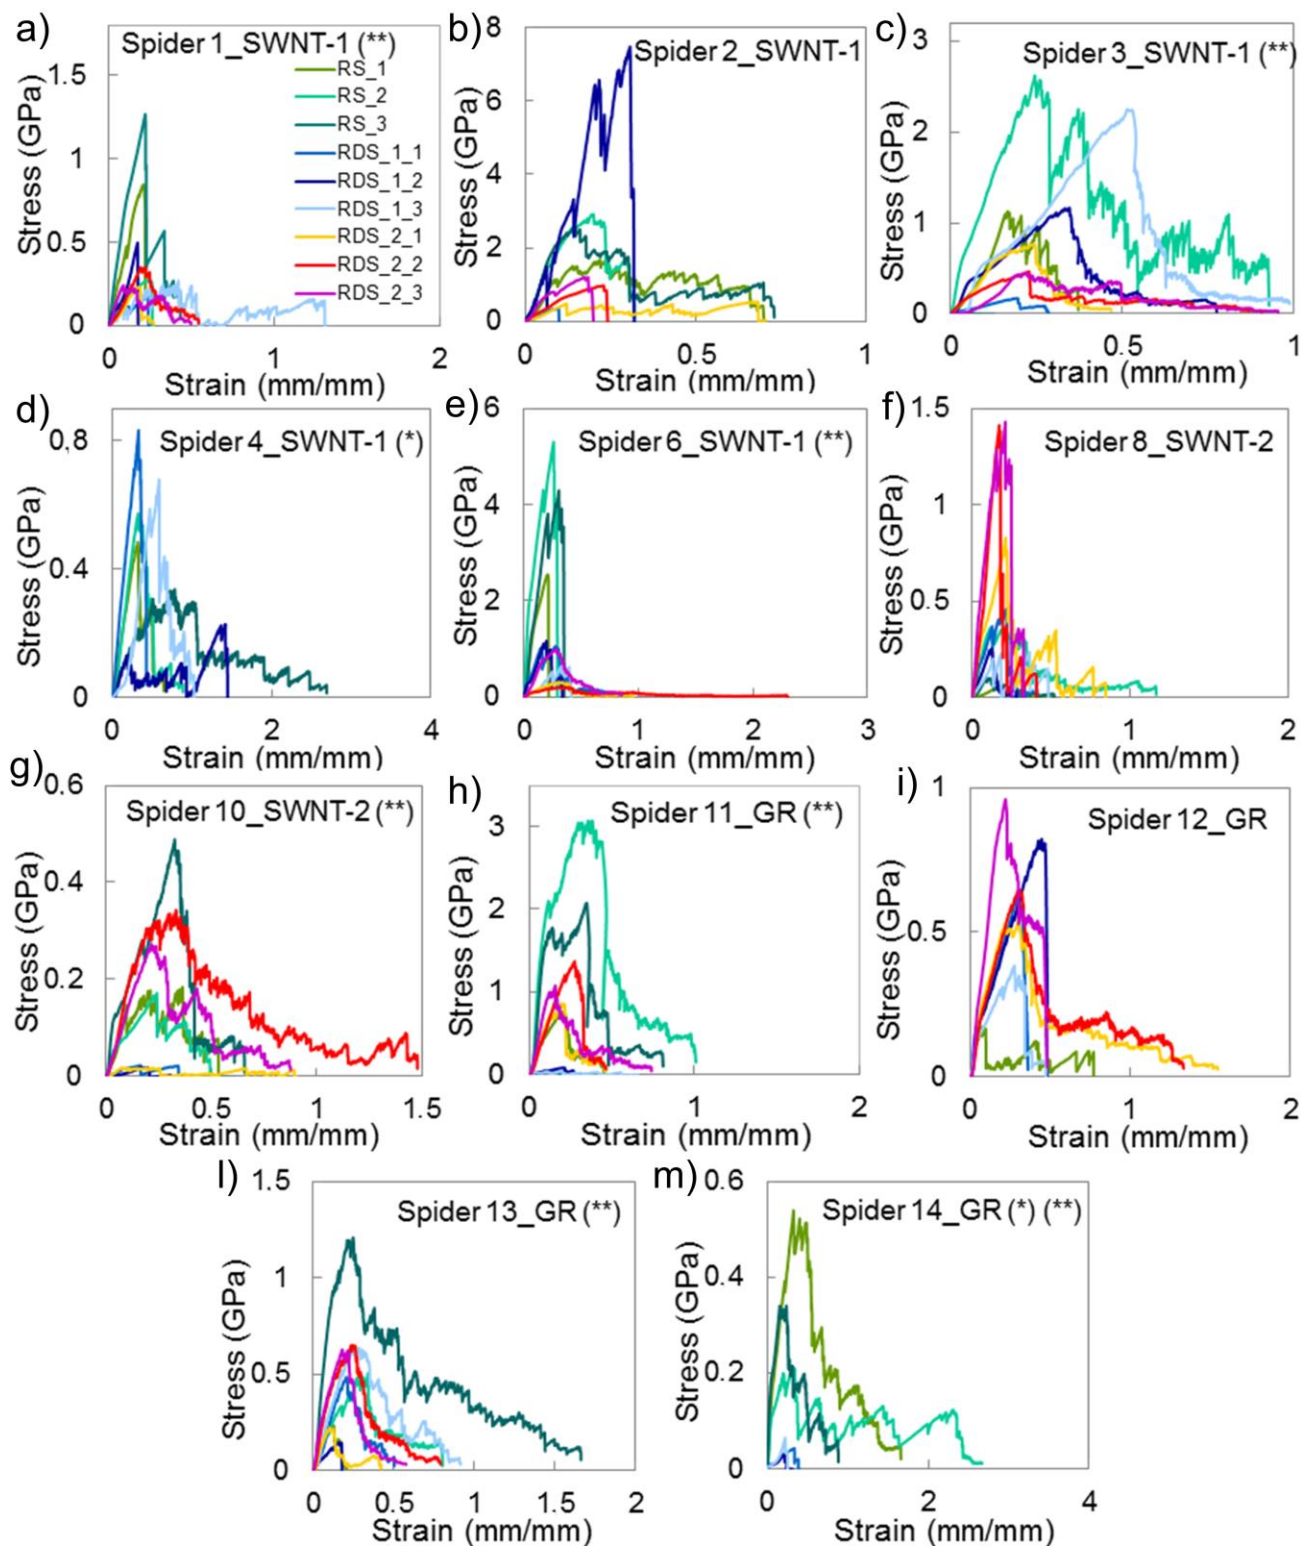 a)
Spider 1_SWNT-1 (**)
RS_1
RS_2
RS_3
RDS_1_1
RDS_1_2
RDS_1_3
RDS_2_1
RDS_2_2
RDS_2_3
Stress (GPa)
1.5
1
0.5
0
0 1 2
Strain (mm/mm)
b)
Spider 2_SWNT-1
Stress (GPa)
8
6
4
2
0
0 0.5 1
Strain (mm/mm)
c)
Spider 3_SWNT-1 (**)
Stress (GPa)
3
2
1
0
0 0.5 1
Strain (mm/mm)
d)
Spider 4_SWNT-1 (*)
Stress (GPa)
0.8
0.4
0
0 2 4
Strain (mm/mm)
e)
Spider 6_SWNT-1 (**)
Stress (GPa)
6
4
2
0
0 1 2 3
Strain (mm/mm)
f)
Spider 8_SWNT-2
Stress (GPa)
1.5
1
0.5
0
0 1 2
Strain (mm/mm)
g)
Spider 10_SWNT-2 (**)
Stress (GPa)
0.6
0.4
0.2
0
0 0.5 1 1.5
Strain (mm/mm)
h)
Spider 11_GR (**)
Stress (GPa)
3
2
1
0
0 1 2
Strain (mm/mm)
i)
Spider 12_GR
Stress (GPa)
1
0.5
0
0 1 2
Strain (mm/mm)
l)
Spider 13_GR (**)
Stress (GPa)
1.5
1
0.5
0
0 0.5 1 1.5 2
Strain (mm/mm)
m)
Spider 14_GR (*) (**)
Stress (GPa)
0.6
0.4
0.2
0
0 2 4
Strain (mm/mm)